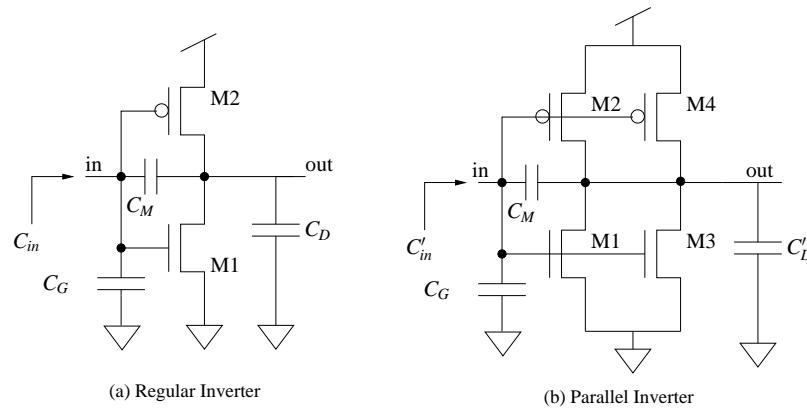 M2
in
out
C_M
C_in
C_D
M1
C_G
(a) Regular Inverter
M2
M4
in
out
C_M
C'_in
M1
M3
C_G
(b) Parallel Inverter